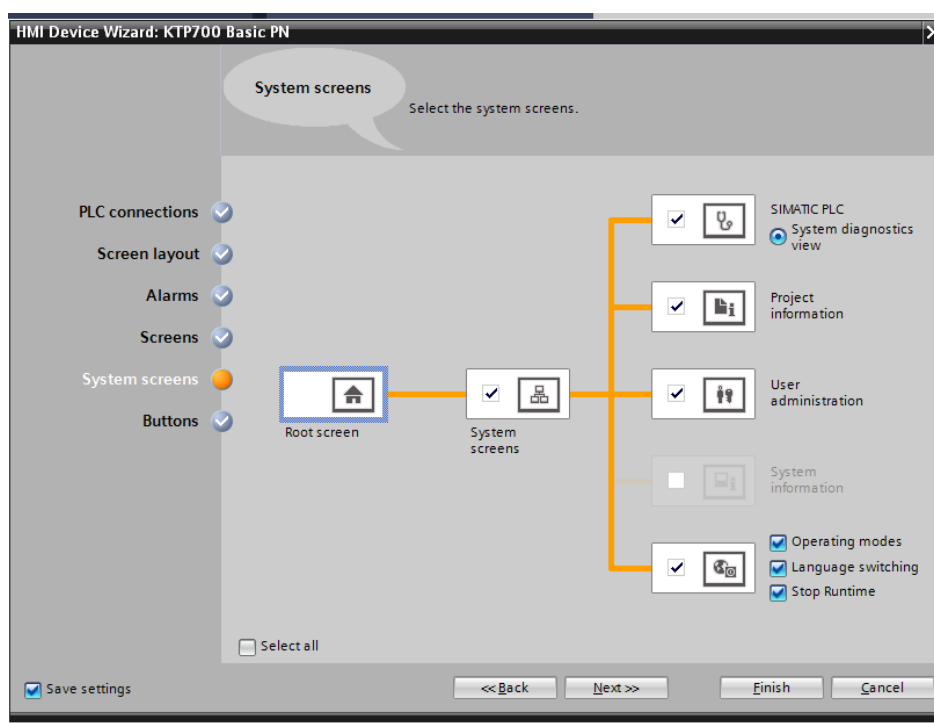 HMI Device Wizard: KTP700 Basic PN
System screens
Select the system screens.
PLC connections
Screen layout
Alarms
Screens
System screens
Buttons
Root screen
System
screens
SIMATIC PLC
System diagnostics
view
Project
information
User
administration
System
information
Operating modes
Language switching
Stop Runtime
Select all
Save settings
<< Back
Next >>
Finish
Cancel